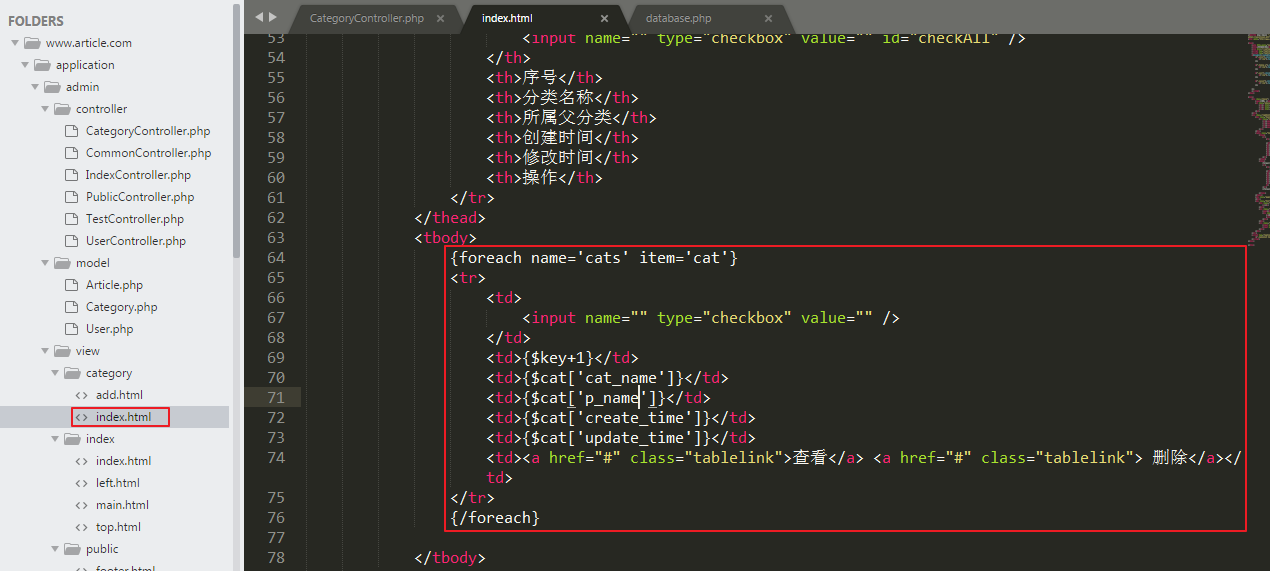 FOLDERS
www.article.com
application
admin
controller
CategoryController.php
CommonController.php
IndexController.php
PublicController.php
TestController.php
UserController.php
model
Article.php
Category.php
User.php
view
category
add.html
index.html
index
index.html
left.html
main.html
top.html
public
footer.html
CategoryController.php × index.html × database.php ×
53 <input name="" type="checkbox" value="" id="checkAll" />
54 </th>
55 <th>序号</th>
56 <th>分类名称</th>
57 <th>所属父分类</th>
58 <th>创建时间</th>
59 <th>修改时间</th>
60 <th>操作</th>
61 </tr>
62 </thead>
63 <tbody>
64 {foreach name='cats' item='cat'}
65 <tr>
66 <td>
67 <input name="" type="checkbox" value="" />
68 </td>
69 <td>{$key+1}</td>
70 <td>{$cat['cat_name']}</td>
71 <td>{$cat['p_name']}</td>
72 <td>{$cat['create_time']}</td>
73 <td>{$cat['update_time']}</td>
74 <td><a href="#" class="tablelink">查看</a> <a href="#" class="tablelink"> 删除</a></
td>
75 </tr>
76 {/foreach}
77
78 </tbody>